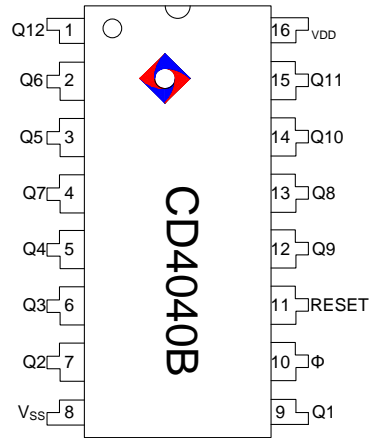 Q12 1 16 VDD
Q6 2 15 Q11
Q5 3 14 Q10
Q7 4 13 Q8
Q4 5 12 Q9
Q3 6 11 RESET
Q2 7 10 Φ
VSS 8 9 Q1
CD4040B